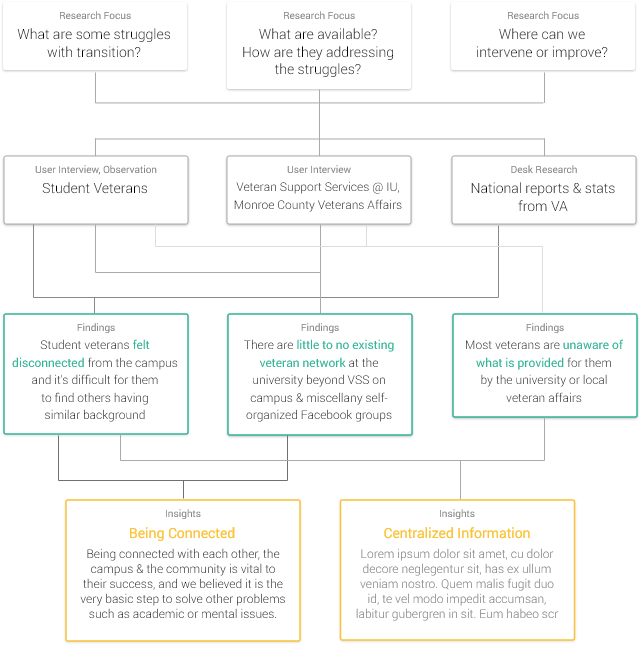 Research Focus
What are some struggles
with transition?
Research Focus
What are available?
How are they addressing
the struggles?
Research Focus
Where can we
intervene or improve?
User Interview, Observation
Student Veterans
User Interview
Veteran Support Services @ IU,
Monroe County Veterans Affairs
Desk Research
National reports & stats
from VA
Findings
Student veterans felt
disconnected from the campus
and it's difficult for them
to find others having
similar background
Findings
There are little to no existing
veteran network at the
university beyond VSS on
campus & miscellany self-
organized Facebook groups
Findings
Most veterans are unaware of
what is provided for them
by the university or local
veteran affairs
Insights
Being Connected
Being connected with each other, the
campus & the community is vital to
their success, and we believed it is the
very basic step to solve other problems
such as academic or mental issues.
Insights
Centralized Information
Lorem ipsum dolor sit amet, cu dolor
decore neglegentur sit, has ex ullum
veniam nostro. Quem malis fugit duo
id, te vel modo impedit accumsan,
labitur gubergren in sit. Eum habeo scr